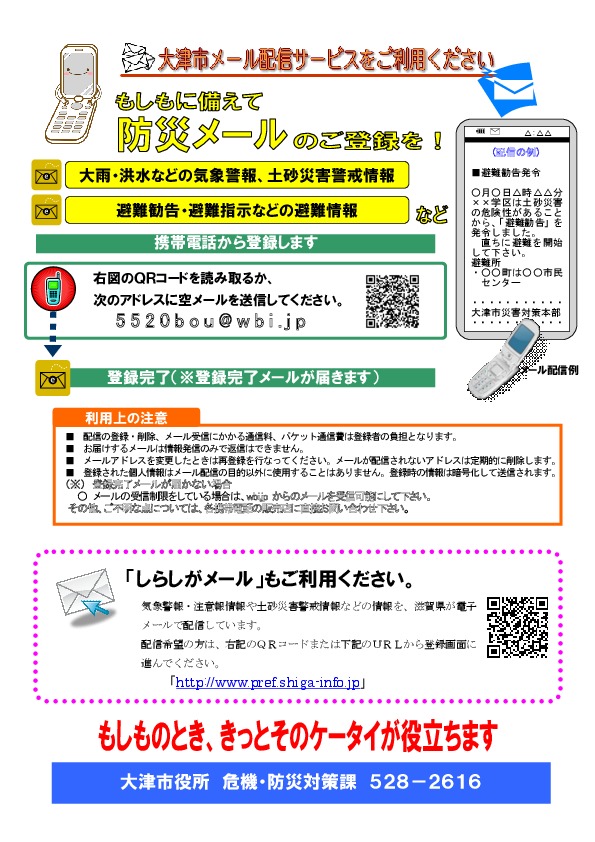 大津市メール配信サービスをご利用ください
もしもに備えて
防災メール のご登録を！
大雨・洪水などの気象警報、土砂災害警戒情報
避難勧告・避難指示などの避難情報
など
(配信の例)
△：△△
■避難勧告発令
〇月〇日△時△△分
××学区は土砂災害
の危険性があること
から、「避難勧告」を
発令しました。
直ちに避難を開始
して下さい。
避難所
・〇〇町は〇〇市民
センター
大津市災害対策本部
メール配信例
携帯電話から登録します
右図のQRコードを読み取るか、
次のアドレスに空メールを送信してください。
5520bou@wbi.jp
登録完了（※登録完了メールが届きます）
利用上の注意
■ 配信の登録・削除、メール受信にかかる通信料、パケット通信費は登録者の負担となります。
■ お届けするメールは情報発信のみで返信はできません。
■ メールアドレスを変更したときは再登録を行なってください。メールが配信されないアドレスは定期的に削除します。
■ 登録された個人情報はメール配信の目的以外に使用することはありません。登録時の情報は暗号化して送信されます。
（※） 登録完了メールが届かない場合
〇 メールの受信制限をしている場合は、wbi.jp からのメールを受信可能にして下さい。
その他、ご不明な点については、各携帯電話の販売店に直接お問い合わせ下さい。
「しらしがメール」もご利用ください。
気象警報・注意報情報や土砂災害警戒情報などの情報を、滋賀県が電子
メールで配信しています。
配信希望の方は、右記のＱＲコードまたは下記のＵＲＬから登録画面に
進んでください。
「http://www.pref.shiga-info.jp」
もしものとき、きっとそのケータイが役立ちます
大津市役所 危機・防災対策課 528－2616